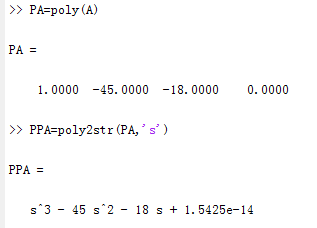 >> PA=poly(A)
PA =
1.0000 -45.0000 -18.0000 0.0000
>> PPA=poly2str(PA,'s')
PPA =
s^3 - 45 s^2 - 18 s + 1.5425e-14